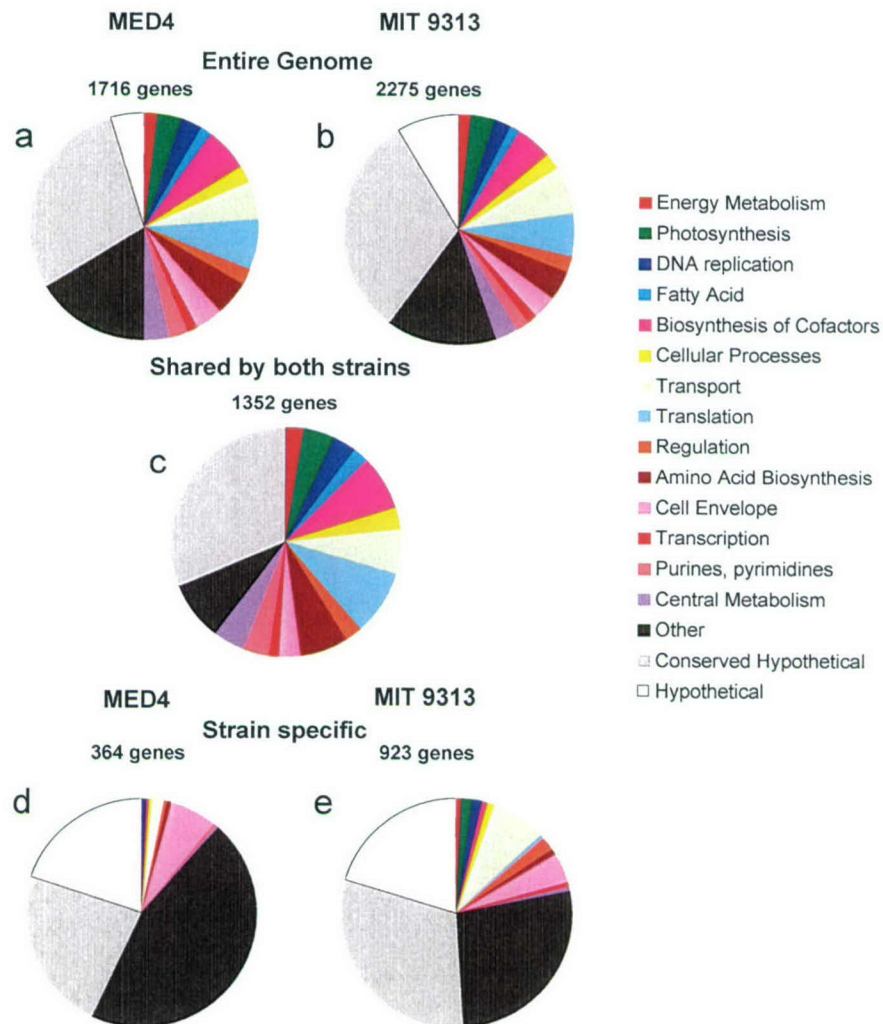 MED4 MIT 9313
Entire Genome
1716 genes 2275 genes
a b
Shared by both strains
1352 genes
c
Energy Metabolism
Photosynthesis
DNA replication
Fatty Acid
Biosynthesis of Cofactors
Cellular Processes
Transport
Translation
Regulation
Amino Acid Biosynthesis
Cell Envelope
Transcription
Purines, pyrimidines
Central Metabolism
Other
Conserved Hypothetical
Hypothetical
MED4 MIT 9313
Strain specific
364 genes 923 genes
d e